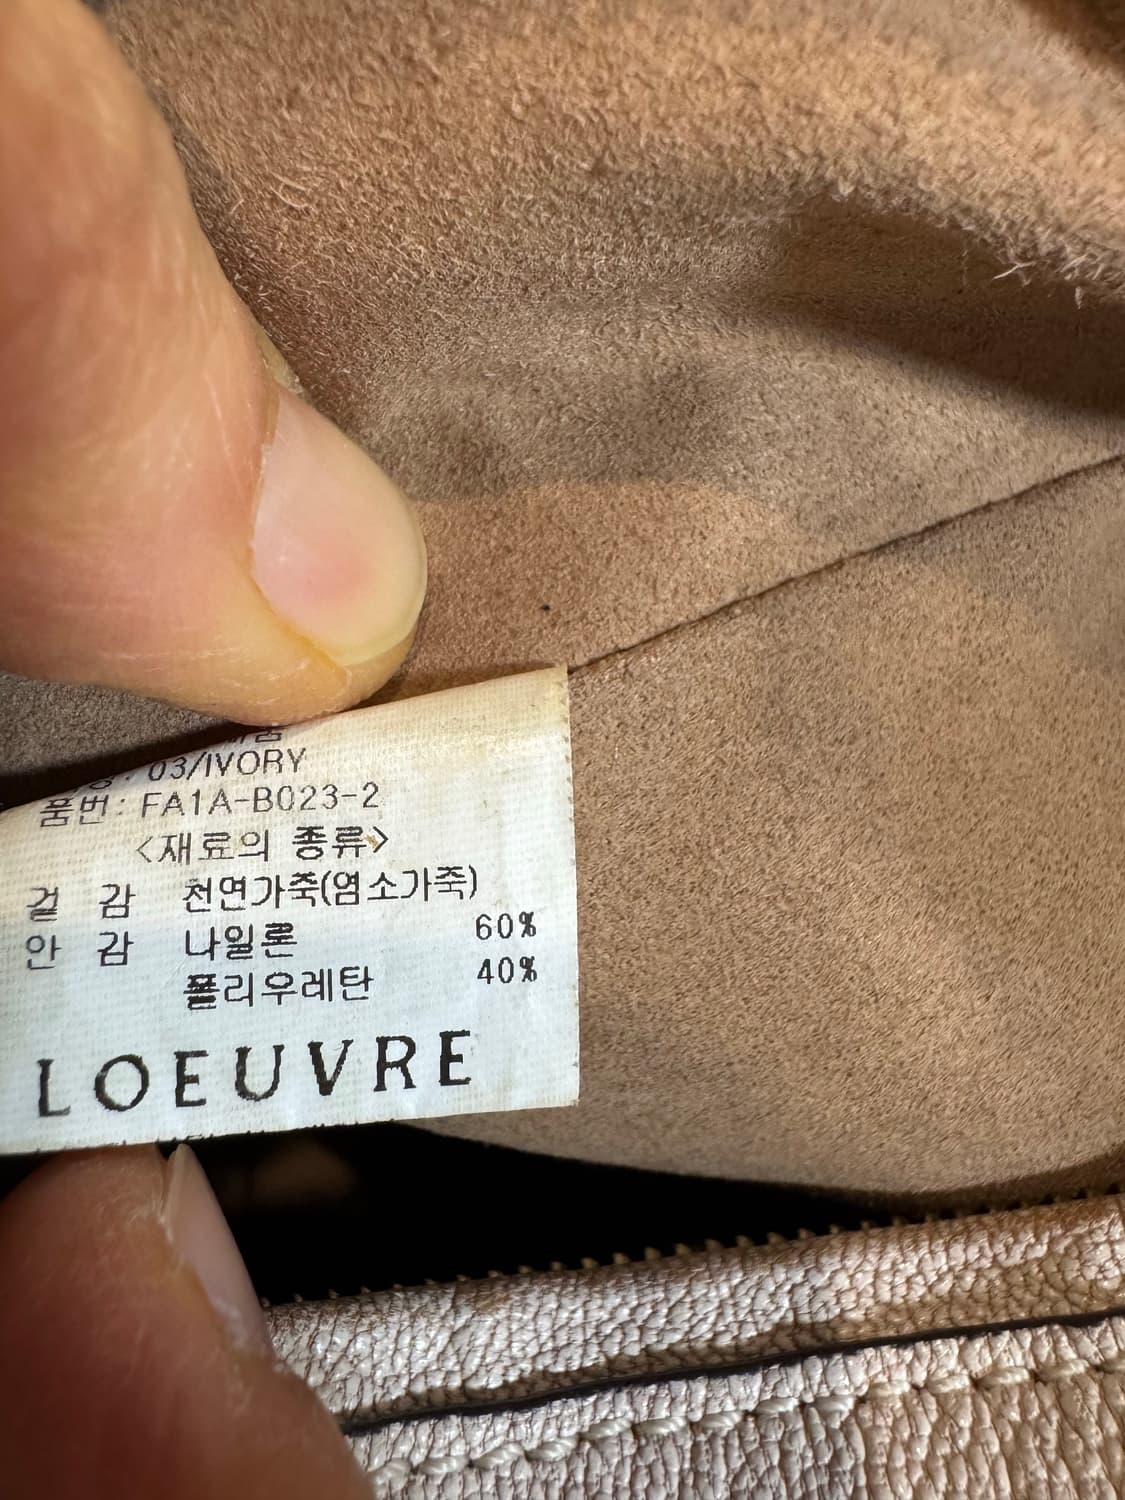 03/IVORY
품번: FA1A-B023-2
<재료의 종류>
겉 감 천연가죽(염소가죽)
안 감 나일론 60%
폴리우레탄 40%
LOEUVRE